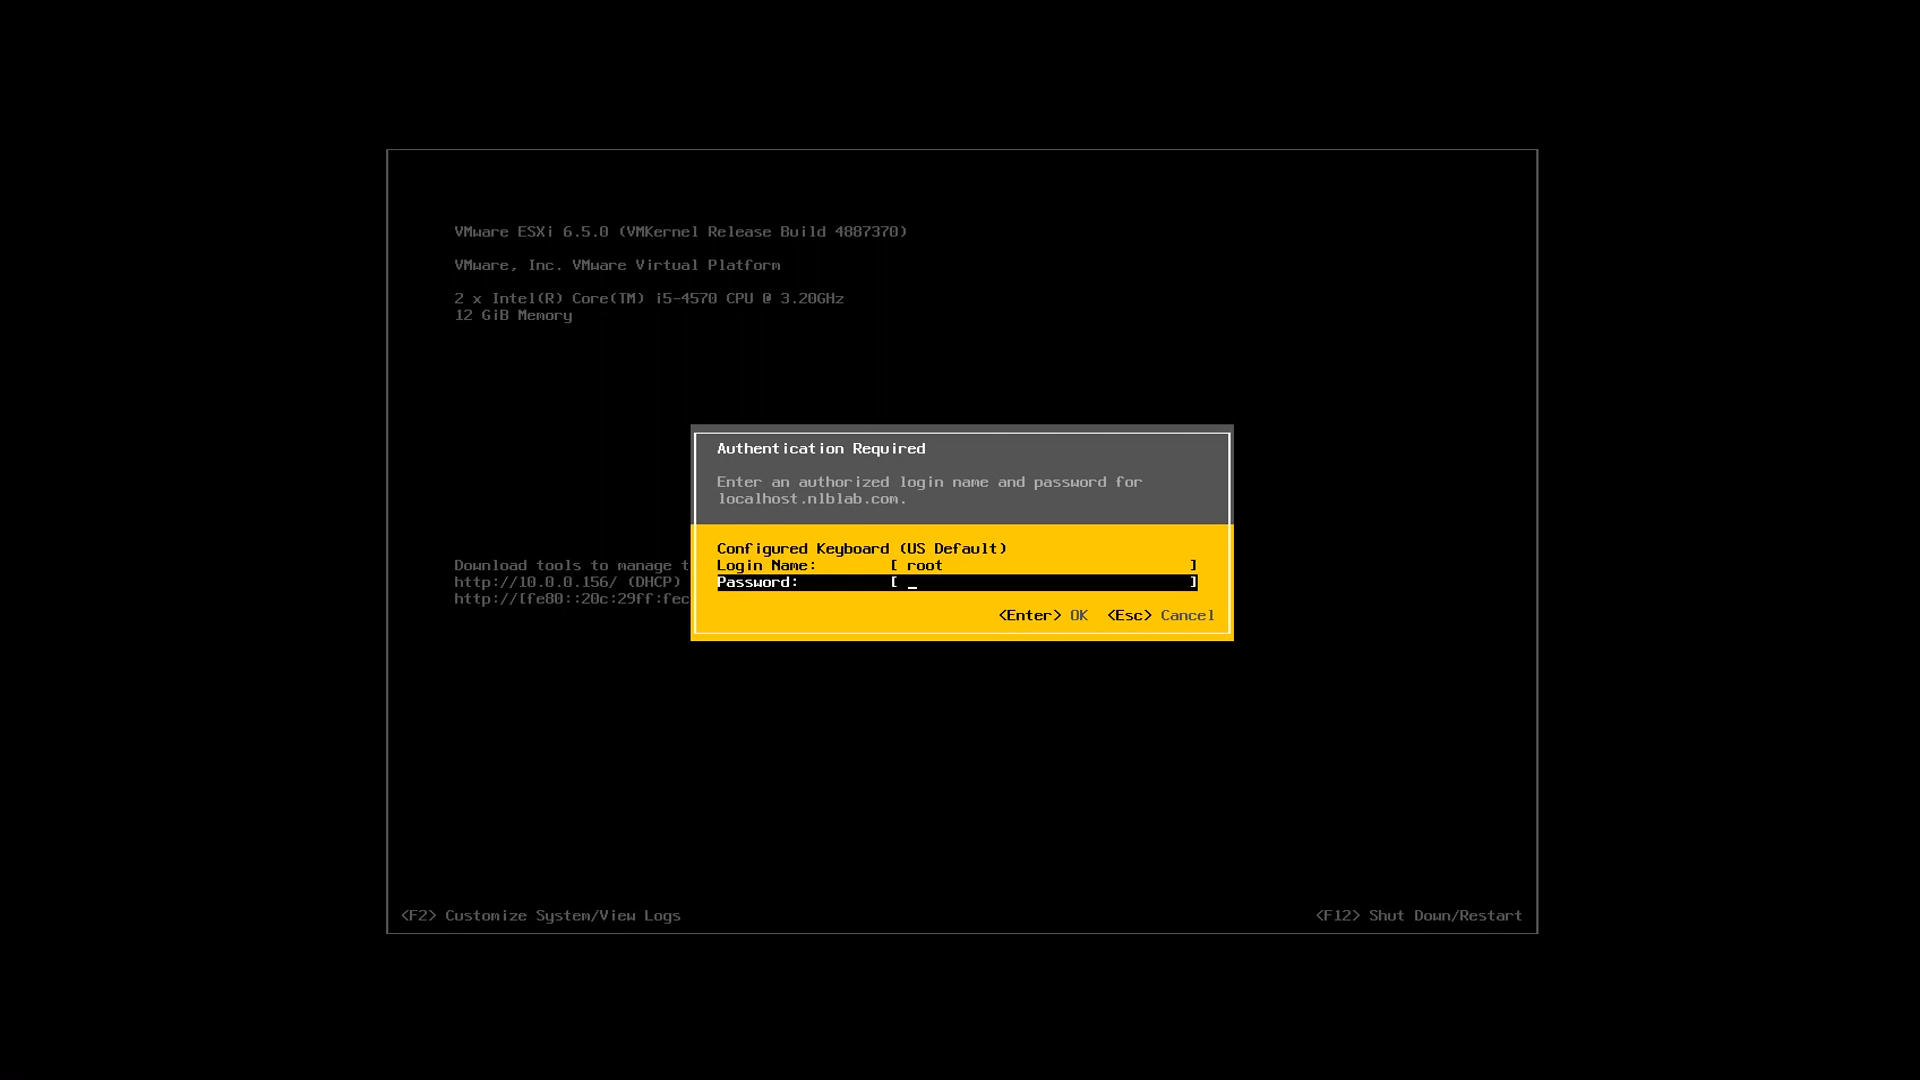 VMware ESXi 6.5.0 (VMKernel Release Build 4887370)
VMware, Inc. VMware Virtual Platform
2 x Intel(R) Core(TM) i5-4570 CPU @ 3.20GHz
12 GiB Memory
Authentication Required
Enter an authorized login name and password for
localhost.nlblab.com.
Configured Keyboard (US Default)
Login Name: [ root ]
Password: [ _ ]
<Enter> OK <Esc> Cancel
Download tools to manage t
http://10.0.0.156/ (DHCP)
http://[fe80::20c:29ff:fec
<F2> Customize System/View Logs
<F12> Shut Down/Restart